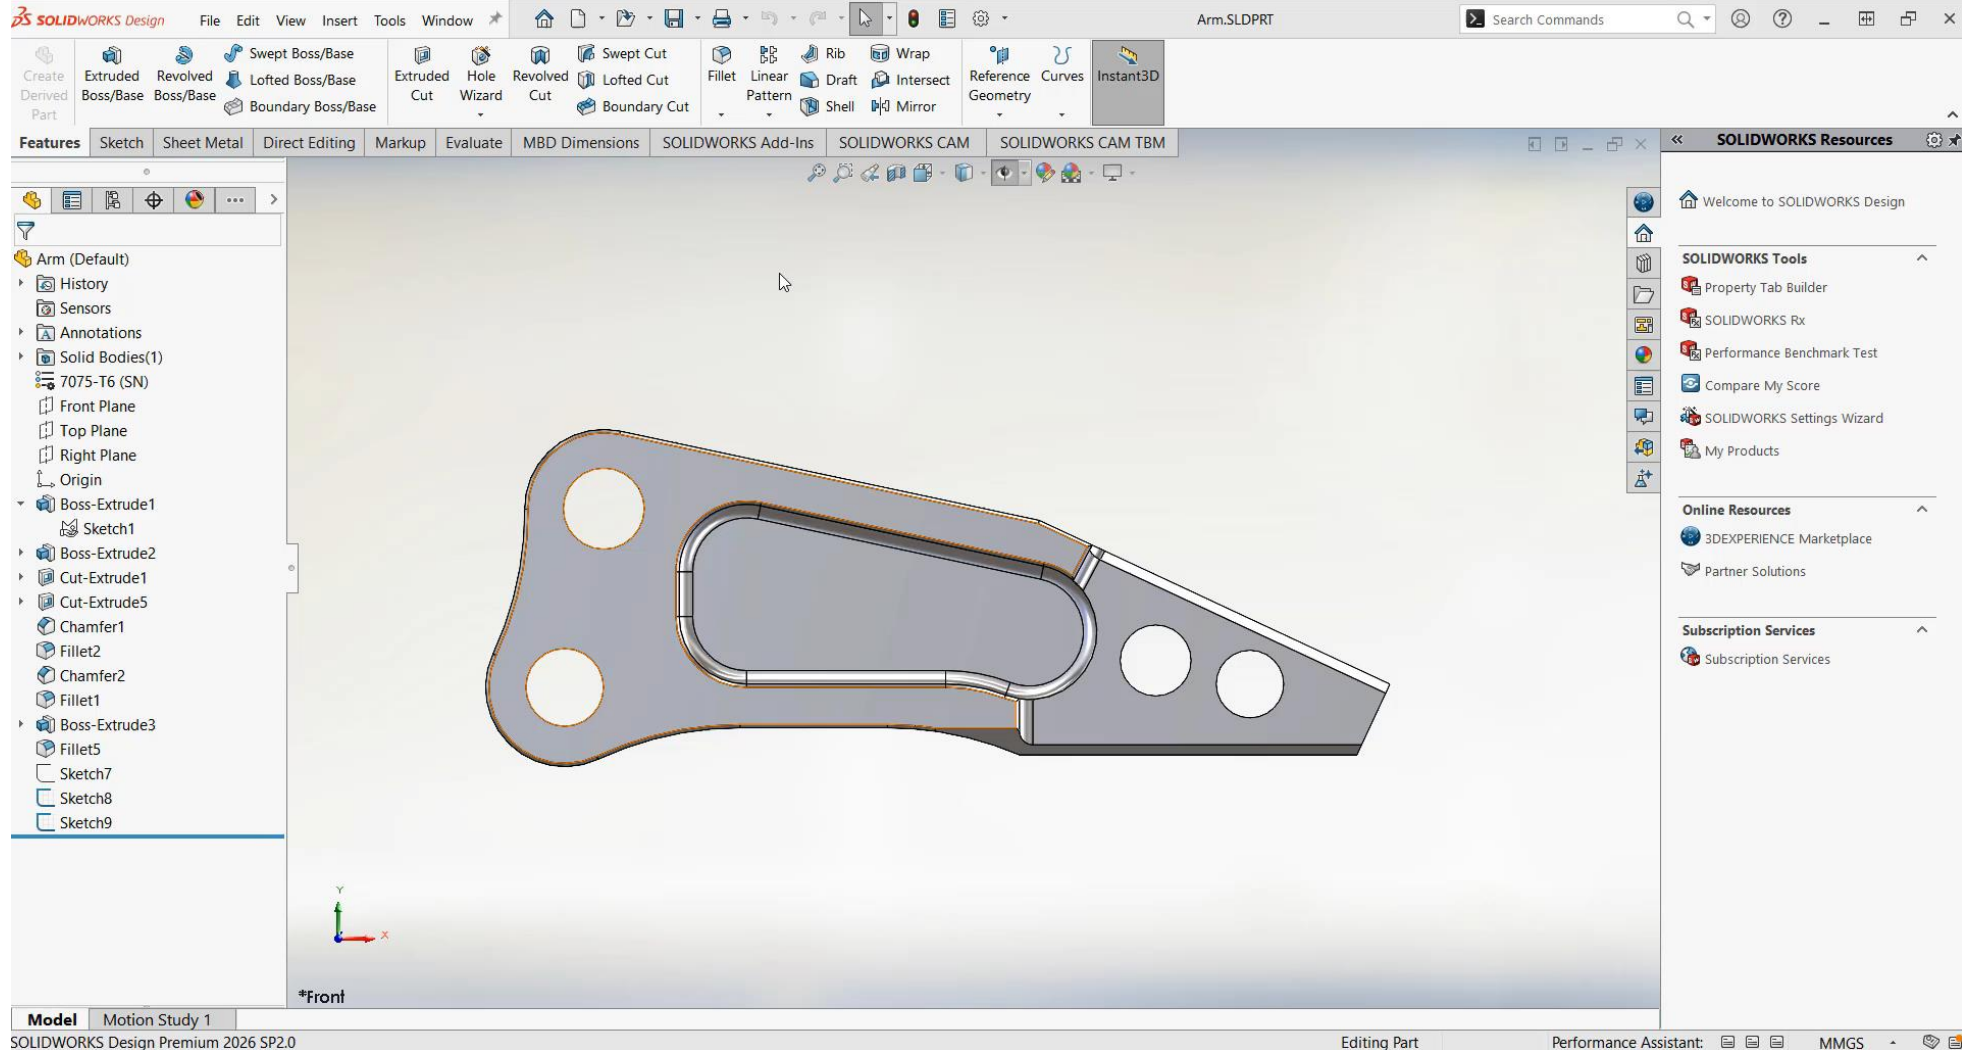 SOLIDWORKS Design File Edit View Insert Tools Window Arm.SLDPRT Search Commands
Create Derived Part
Extruded Boss/Base
Revolved Boss/Base
Swept Boss/Base
Lofted Boss/Base
Boundary Boss/Base
Extruded Cut
Hole Wizard
Revolved Cut
Swept Cut
Lofted Cut
Boundary Cut
Fillet
Linear Pattern
Rib
Draft
Shell
Wrap
Intersect
Mirror
Reference Geometry
Curves
Instant3D
Features Sketch Sheet Metal Direct Editing Markup Evaluate MBD Dimensions SOLIDWORKS Add-Ins SOLIDWORKS CAM SOLIDWORKS CAM TBM
Arm (Default)
History
Sensors
Annotations
Solid Bodies(1)
7075-T6 (SN)
Front Plane
Top Plane
Right Plane
Origin
Boss-Extrude1
Sketch1
Boss-Extrude2
Cut-Extrude1
Cut-Extrude5
Chamfer1
Fillet2
Chamfer2
Fillet1
Boss-Extrude3
Fillet5
Sketch7
Sketch8
Sketch9
Y
X
*Front
SOLIDWORKS Resources
Welcome to SOLIDWORKS Design
SOLIDWORKS Tools
Property Tab Builder
SOLIDWORKS Rx
Performance Benchmark Test
Compare My Score
SOLIDWORKS Settings Wizard
My Products
Online Resources
3DEXPERIENCE Marketplace
Partner Solutions
Subscription Services
Subscription Services
Model Motion Study 1
SOLIDWORKS Design Premium 2026 SP2.0 Editing Part Performance Assistant: MMGS